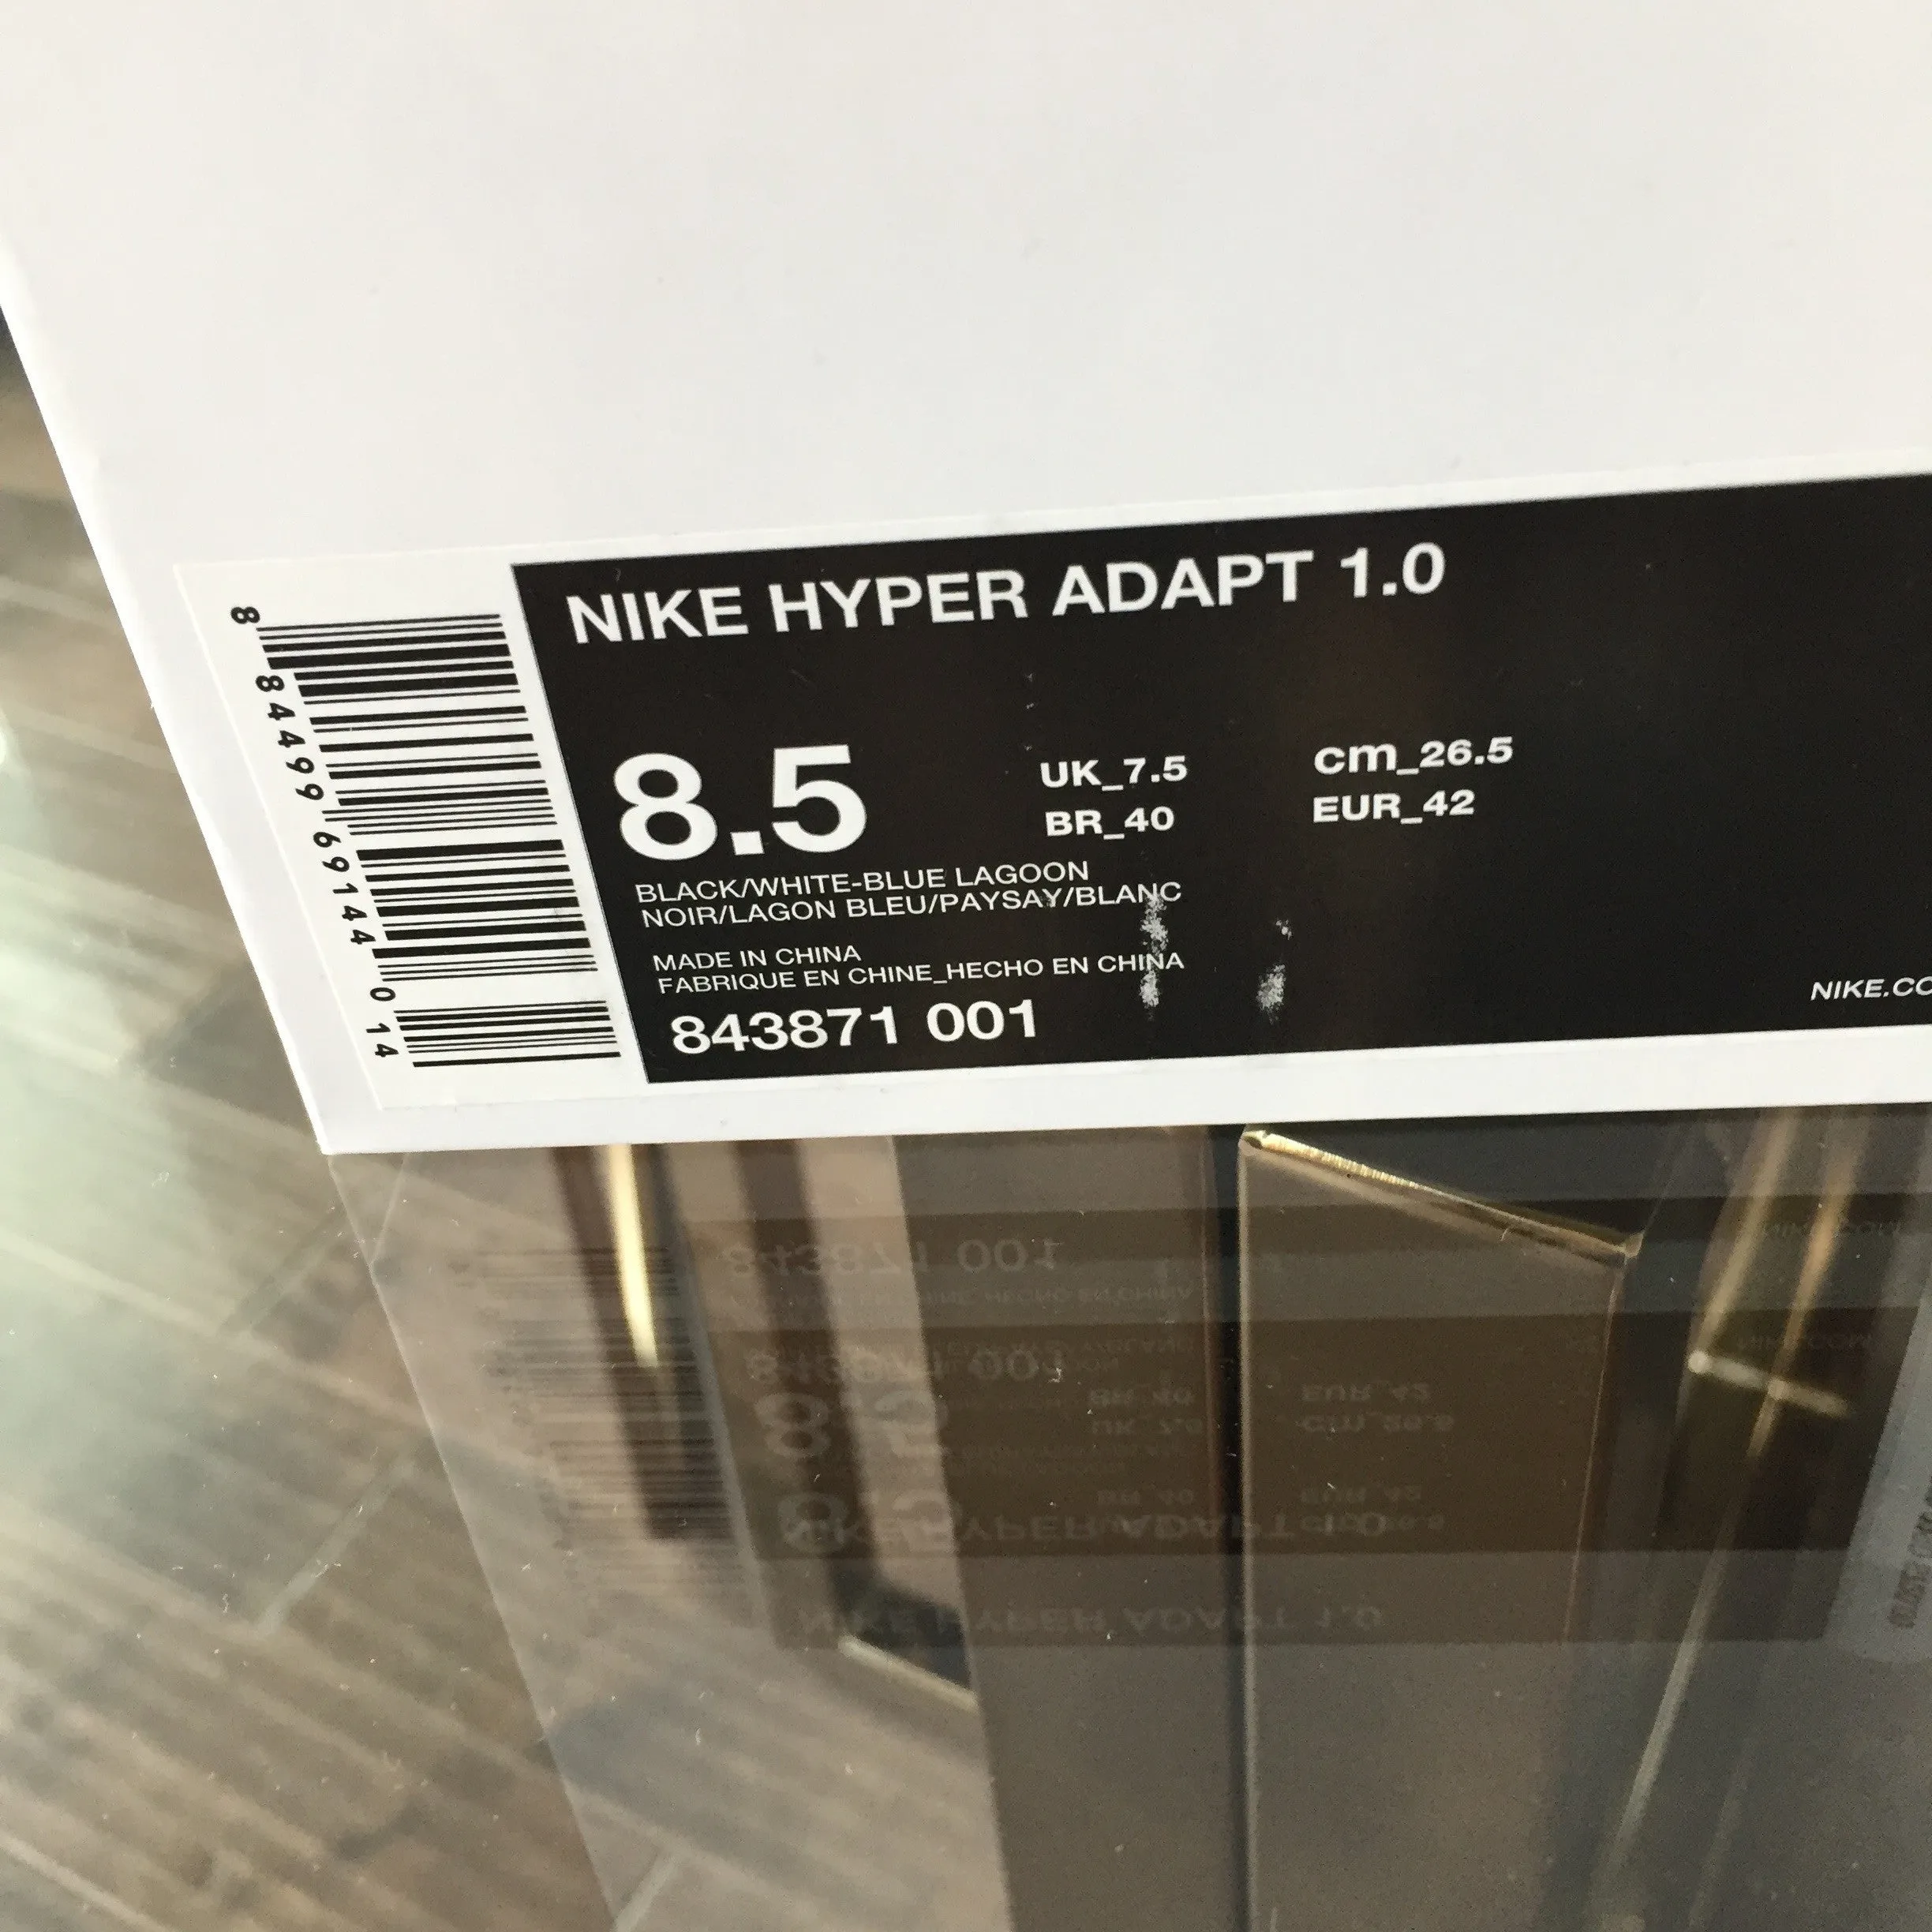 NIKE HYPER ADAPT 1.0
8.5
UK_7.5
cm_26.5
BR_40
EUR_42
BLACK/WHITE-BLUE LAGOON
NOIR/LAGON BLEU/PAYSAY/BLANC
MADE IN CHINA
FABRIQUE EN CHINE_HECHO EN CHINA
843871 001
NIKE.CO
8 84499 69144 0 14